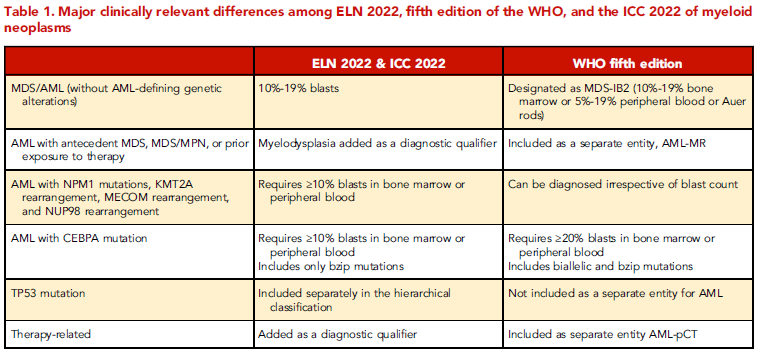 Table 1. Major clinically relevant differences among ELN 2022, fifth edition of the WHO, and the ICC 2022 of myeloid
neoplasms
ELN 2022 & ICC 2022
WHO fifth edition
MDS/AML (without AML-defining genetic
alterations)
10%-19% blasts
Designated as MDS-IB2 (10%-19% bone
marrow or 5%-19% peripheral blood or Auer
rods)
AML with antecedent MDS, MDS/MPN, or prior
exposure to therapy
Myelodysplasia added as a diagnostic qualifier
Included as a separate entity, AML-MR
AML with NPM1 mutations, KMT2A
rearrangement, MECOM rearrangement,
and NUP98 rearrangement
Requires ≥10% blasts in bone marrow or
peripheral blood
Can be diagnosed irrespective of blast count
AML with CEBPA mutation
Requires ≥10% blasts in bone marrow or
peripheral blood
Includes only bzip mutations
Requires ≥20% blasts in bone marrow or
peripheral blood
Includes biallelic and bzip mutations
TP53 mutation
Included separately in the hierarchical
classification
Not included as a separate entity for AML
Therapy-related
Added as a diagnostic qualifier
Included as separate entity AML-pCT